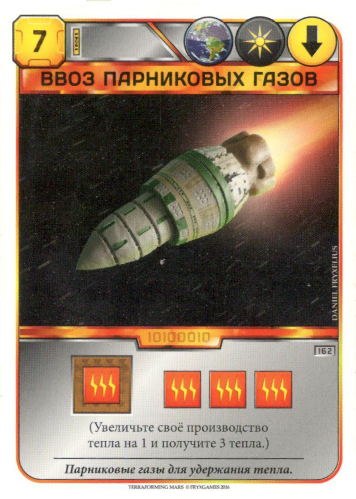 7
ВВОЗ ПАРНИКОВЫХ ГАЗОВ
DANIEL FRYXELIUS
10100010
[162]
(Увеличьте своё производство
тепла на 1 и получите 3 тепла.)
Парниковые газы для удержания тепла.
TERRAFORMING MARS © FRYXGAMES 2016